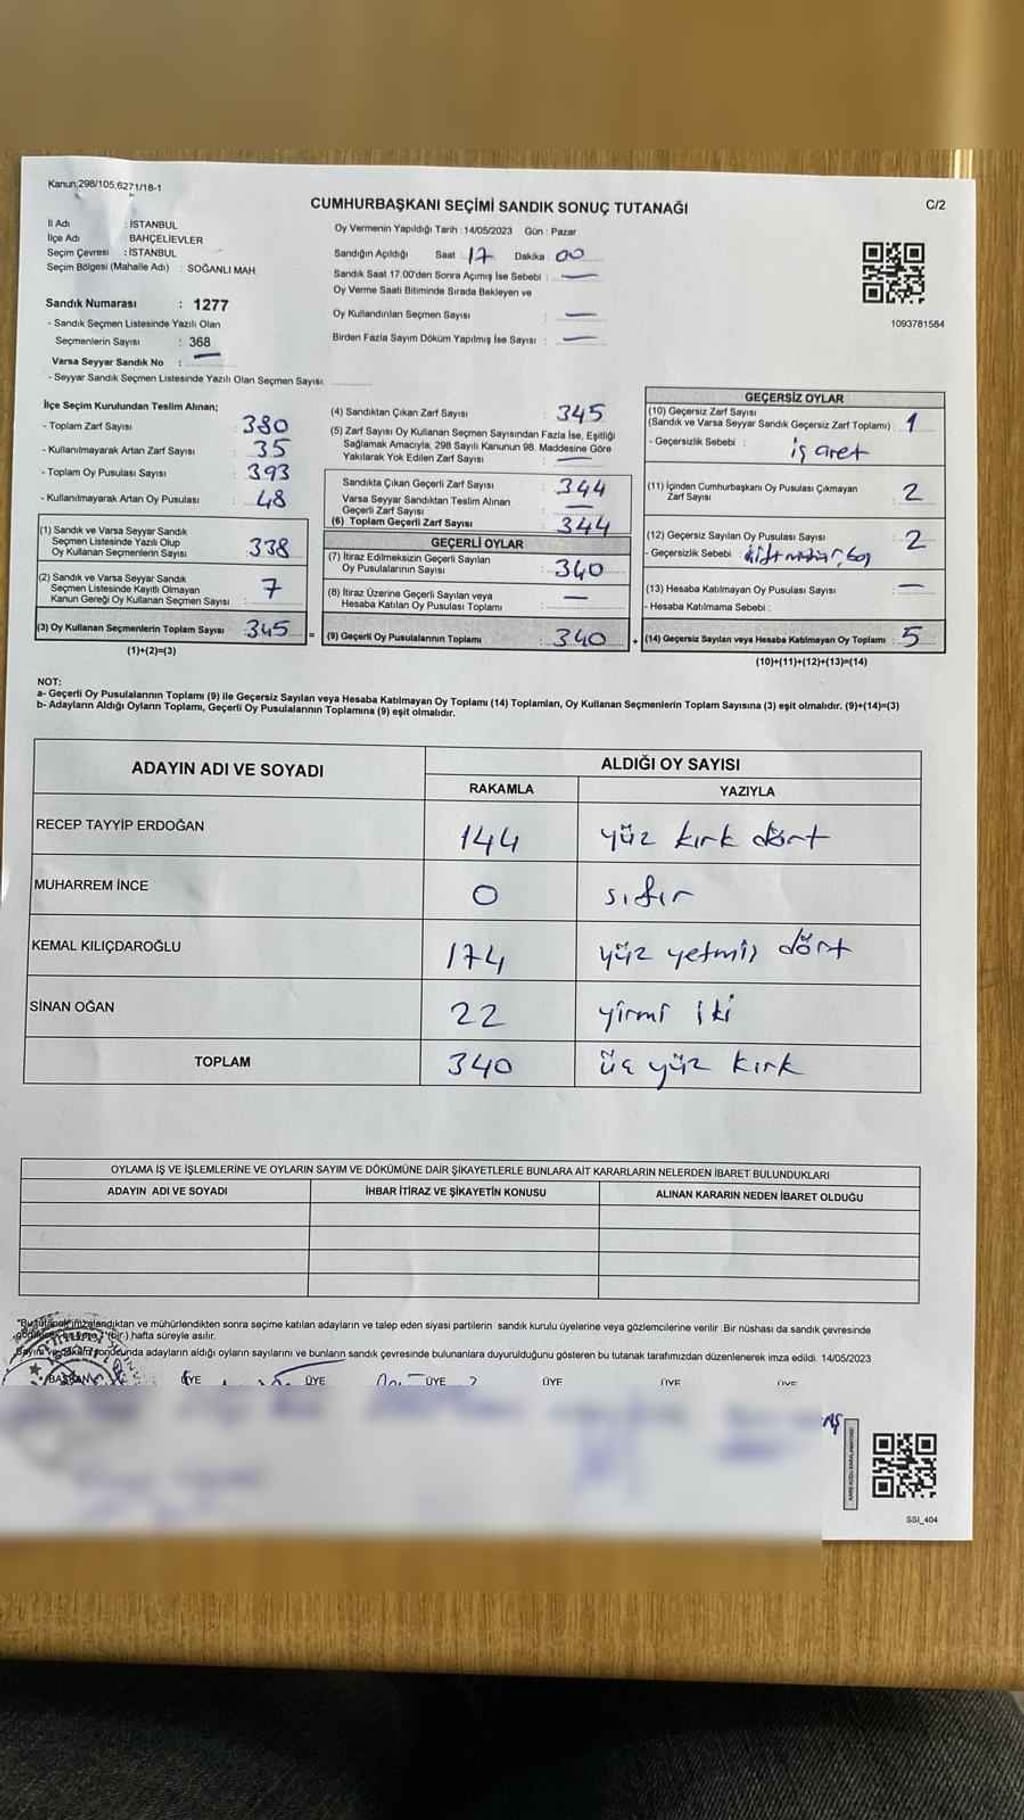 Kanun:298/105,6271/18-1
C/2
CUMHURBAŞKANI SEÇİMİ SANDIK SONUÇ TUTANAĞI
İl Adı : İSTANBUL
İlçe Adı BAHÇELİEVLER
Seçim Çevresi : İSTANBUL
Seçim Bölgesi (Mahalle Adı) : SOĞANLI MAH
Sandık Numarası : 1277
- Sandık Seçmen Listesinde Yazılı Olan
Seçmenlerin Sayısı : 368
Varsa Seyyar Sandık No : —
- Seyyar Sandık Seçmen Listesinde Yazılı Olan Seçmen Sayısı:
Oy Vermenin Yapıldığı Tarih :14/05/2023 Gün : Pazar
Sandığın Açıldığı Saat 17 Dakika 00
Sandık Saat 17.00'den Sonra Açımış İse Sebebi : —
Oy Verme Saati Bitiminde Sırada Bekleyen ve
Oy Kullandırılan Seçmen Sayısı : —
Birden Fazla Sayım Döküm Yapılmış İse Sayısı : —
1093781584
İlçe Seçim Kurulundan Teslim Alınan;
- Toplam Zarf Sayısı : 380
- Kullanılmayarak Artan Zarf Sayısı : 35
- Toplam Oy Pusulası Sayısı : 393
- Kullanılmayarak Artan Oy Pusulası : 48
(1) Sandık ve Varsa Seyyar Sandık
Seçmen Listesinde Yazılı Olup
Oy Kullanan Seçmenlerin Sayısı : 338
(2) Sandık ve Varsa Seyyar Sandık
Seçmen Listesinde Kayıtlı Olmayan
Kanun Gereği Oy Kullanan Seçmen Sayısı : 7
(3) Oy Kullanan Seçmenlerin Toplam Sayısı : 345
(1)+(2)=(3)
(4) Sandıktan Çıkan Zarf Sayısı : 345
(5) Zarf Sayısı Oy Kullanan Seçmen Sayısından Fazla İse, Eşitliği
Sağlamak Amacıyla, 298 Sayılı Kanunun 98. Maddesine Göre
Yakılarak Yok Edilen Zarf Sayısı : —
Sandıkta Çıkan Geçerli Zarf Sayısı : 344
Varsa Seyyar Sandıktan Teslim Alınan
Geçerli Zarf Sayısı : —
(6) Toplam Geçerli Zarf Sayısı : 344
GEÇERLİ OYLAR
(7) İtiraz Edilmeksizin Geçerli Sayılan
Oy Pusulalarının Sayısı : 340
(8) İtiraz Üzerine Geçerli Sayılan veya
Hesaba Katılan Oy Pusulası Toplamı : —
= (9) Geçerli Oy Pusulalarının Toplamı : 340
GEÇERSİZ OYLAR
(10) Geçersiz Zarf Sayısı
(Sandık ve Varsa Seyyar Sandık Geçersiz Zarf Toplamı) : 1
- Geçersizlik Sebebi : işaret
(11) İçinden Cumhurbaşkanı Oy Pusulası Çıkmayan
Zarf Sayısı : 2
(12) Geçersiz Sayılan Oy Pusulası Sayısı : 2
- Geçersizlik Sebebi : çift mühür, boş
(13) Hesaba Katılmayan Oy Pusulası Sayısı : —
- Hesaba Katılmama Sebebi :
+ (14) Geçersiz Sayılan veya Hesaba Katılmayan Oy Toplamı : 5
(10)+(11)+(12)+(13)=(14)
NOT:
a- Geçerli Oy Pusulalarının Toplamı (9) ile Geçersiz Sayılan veya Hesaba Katılmayan Oy Toplamı (14) Toplamları, Oy Kullanan Seçmenlerin Toplam Sayısına (3) eşit olmalıdır. (9)+(14)=(3)
b- Adayların Aldığı Oyların Toplamı, Geçerli Oy Pusulalarının Toplamına (9) eşit olmalıdır.
ADAYIN ADI VE SOYADI ALDIĞI OY SAYISI
RAKAMLA YAZIYLA
RECEP TAYYİP ERDOĞAN 144 yüz kırk dört
MUHARREM İNCE 0 sıfır
KEMAL KILIÇDAROĞLU 174 yüz yetmiş dört
SİNAN OĞAN 22 yirmi iki
TOPLAM 340 üç yüz kırk
OYLAMA İŞ VE İŞLEMLERİNE VE OYLARIN SAYIM VE DÖKÜMÜNE DAİR ŞİKAYETLERLE BUNLARA AİT KARARLARIN NELERDEN İBARET BULUNDUKLARI
ADAYIN ADI VE SOYADI İHBAR İTİRAZ VE ŞİKAYETİN KONUSU ALINAN KARARIN NEDEN İBARET OLDUĞU
"Bu tutanak imzalandıktan ve mühürlendikten sonra seçime katılan adayların ve talep eden siyasi partilerin sandık kurulu üyelerine veya gözlemcilerine verilir .Bir nüshası da sandık çevresinde
(bir) hafta süreyle asılır.
adayların aldığı oyların sayılarını ve bunların sandık çevresinde bulunanlara duyurulduğunu gösteren bu tutanak tarafımızdan düzenlenerek imza edildi. 14/05/2023
BAŞKAN ÜYE ÜYE ÜYE ÜYE ÜYE ÜYE
SSI_404